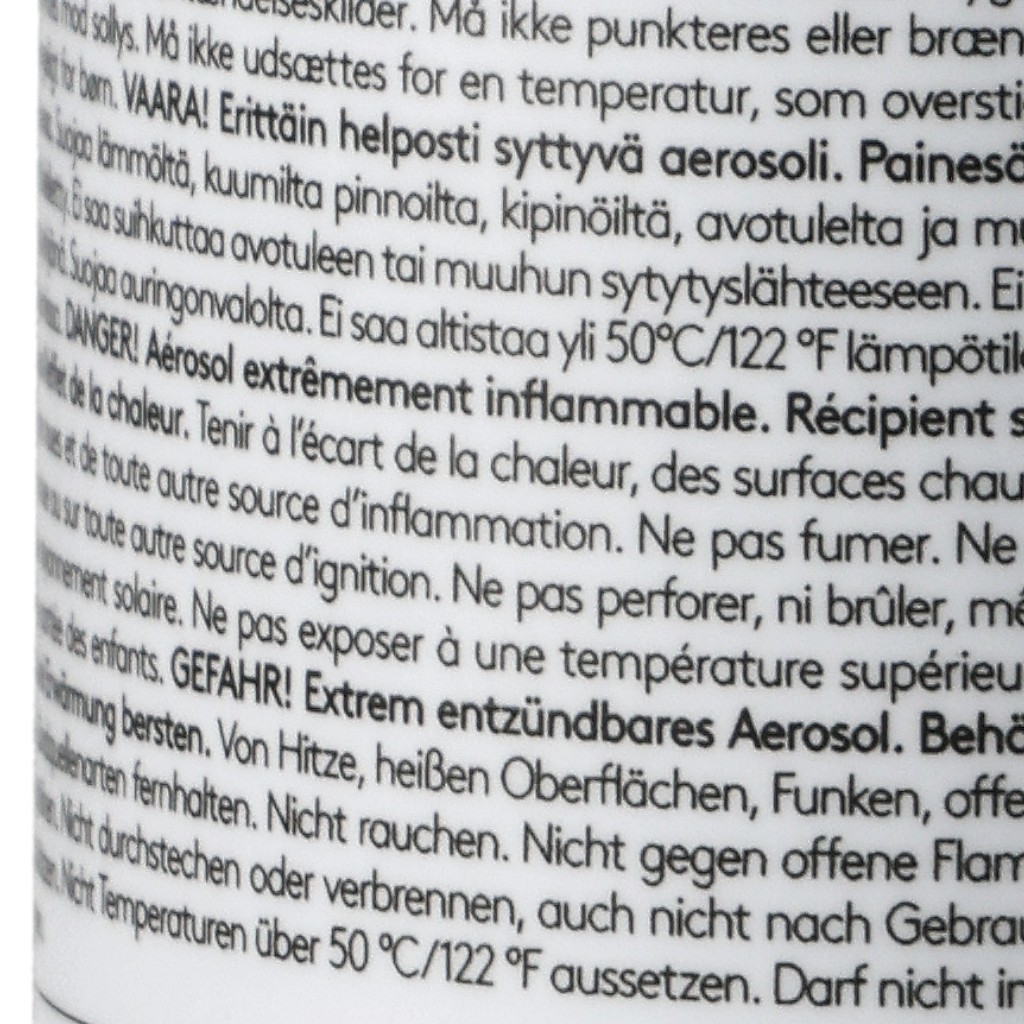 Må ikke punkteres eller
mod sollys. Må ikke udsættes for en temperatur, som
for børn. VAARA! Erittäin helposti syttyvä aerosoli.
Suojaa lämmöltä, kuumilta pinnoilta, kipinöiltä, avotulelta ja
Ei saa suihkuttaa avotuleen tai muuhun sytytyslähteeseen. Ei
Suojaa auringonvalolta. Ei saa altistaa yli 50°C/122 °F
DANGER! Aérosol extrêmement inflammable. Récipient s
de la chaleur. Tenir à l'écart de la chaleur, des surfaces chau
et de toute autre source d'inflammation. Ne pas fumer. Ne
sur toute autre source d'ignition. Ne pas perforer, ni brûler, mê
solaire. Ne pas exposer à une température supérieu
des enfants. GEFAHR! Extrem entzündbares Aerosol. Behä
bersten. Von Hitze, heißen Oberflächen, Funken, offe
fernhalten. Nicht rauchen. Nicht gegen offene Flam
Nicht durchstechen oder verbrennen, auch nicht nach Gebrau
Nicht Temperaturen über 50 °C/122 °F aussetzen. Darf nicht in